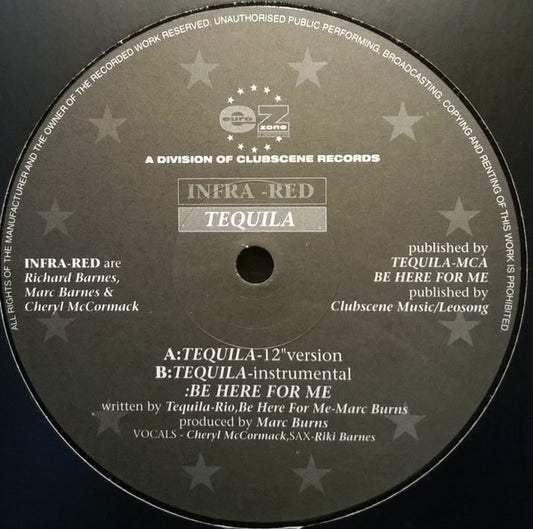 ALL RIGHTS OF THE MANUFACTURER AND THE OWNER OF THE RECORDED WORK RESERVED. UNAUTHORISED PUBLIC PERFORMING, BROADCASTING, COPYING AND RENTING OF THIS WORK IS PROHIBITED
euro
zone
A DIVISION OF CLUBSCENE RECORDS
INFRA -RED
TEQUILA
INFRA-RED are
Richard Barnes,
Marc Barnes &
Cheryl McCormack
published by
TEQUILA-MCA
BE HERE FOR ME
published by
Clubscene Music/Leosong
A:TEQUILA-12"version
B:TEQUILA-instrumental
:BE HERE FOR ME
written by Tequila-Rio,Be Here For Me-Marc Burns
produced by Marc Burns
VOCALS - Cheryl McCormack,SAX-Riki Barnes